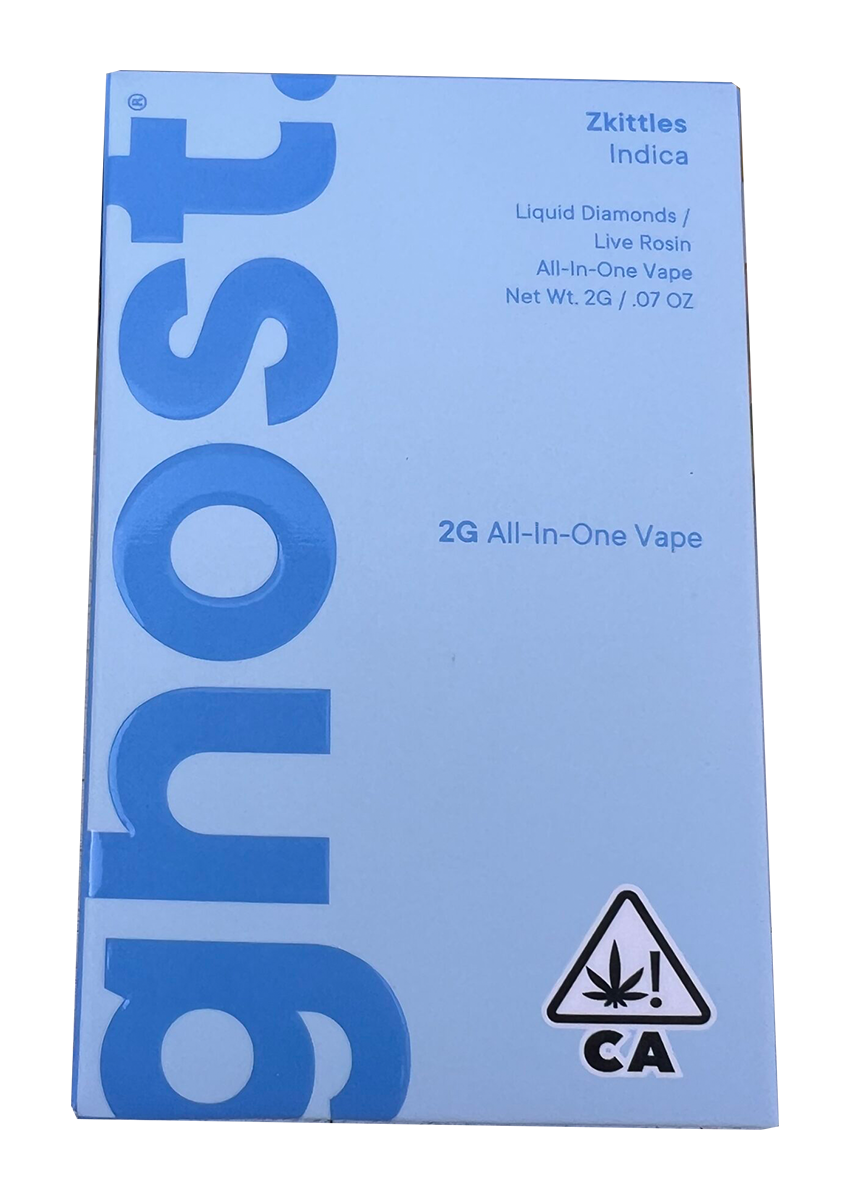 ghost.®
Zkittles
Indica
Liquid Diamonds /
Live Rosin
All-In-One Vape
Net Wt. 2G / .07 OZ
2G All-In-One Vape
!
CA